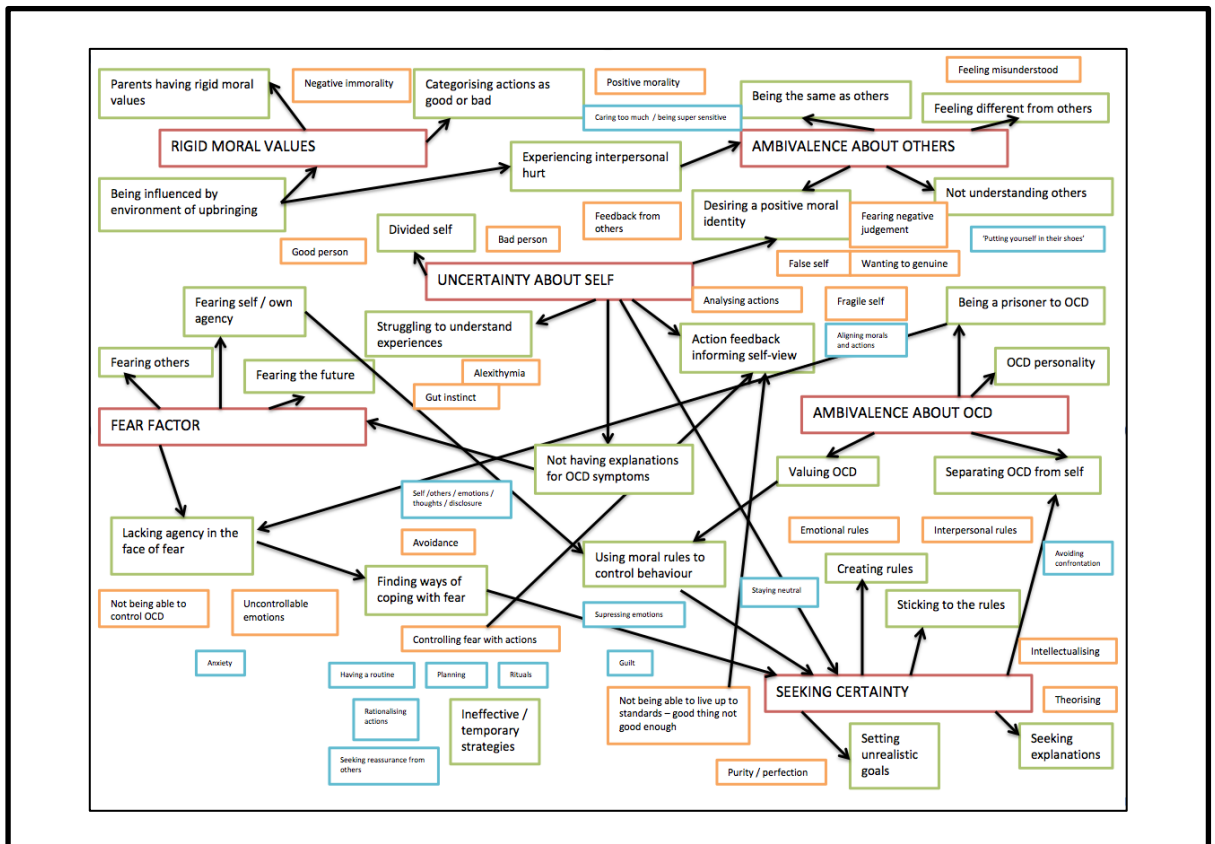 Parents having rigid moral
values
Negative immorality
Categorising actions as
good or bad
Positive morality
Feeling misunderstood
Being the same as others
Feeling different from others
Caring too much / being super sensitive
RIGID MORAL VALUES
AMBIVALENCE ABOUT OTHERS
Experiencing interpersonal
hurt
Being influenced by
environment of upbringing
Not understanding others
Desiring a positive moral
identity
Fearing negative
judgement
Feedback from
others
Divided self
Bad person
Good person
'Putting yourself in their shoes'
False self
Wanting to genuine
UNCERTAINTY ABOUT SELF
Fearing self / own
agency
Analysing actions
Fragile self
Being a prisoner to OCD
Struggling to understand
experiences
Action feedback
informing self-view
Aligning morals
and actions
Fearing others
Fearing the future
Alexithymia
Gut instinct
OCD personality
FEAR FACTOR
AMBIVALENCE ABOUT OCD
Not having explanations
for OCD symptoms
Valuing OCD
Separating OCD from self
Self /others / emotions /
thoughts / disclosure
Lacking agency in the
face of fear
Avoidance
Emotional rules
Interpersonal rules
Using moral rules to
control behaviour
Avoiding
confrontation
Creating rules
Finding ways of
coping with fear
Staying neutral
Sticking to the rules
Not being able to
control OCD
Uncontrollable
emotions
Supressing emotions
Controlling fear with actions
Intellectualising
Anxiety
Having a routine
Planning
Rituals
Guilt
SEEKING CERTAINTY
Theorising
Not being able to live up to
standards – good thing not
good enough
Rationalising
actions
Ineffective /
temporary
strategies
Setting
unrealistic
goals
Seeking
explanations
Seeking reassurance from
others
Purity / perfection